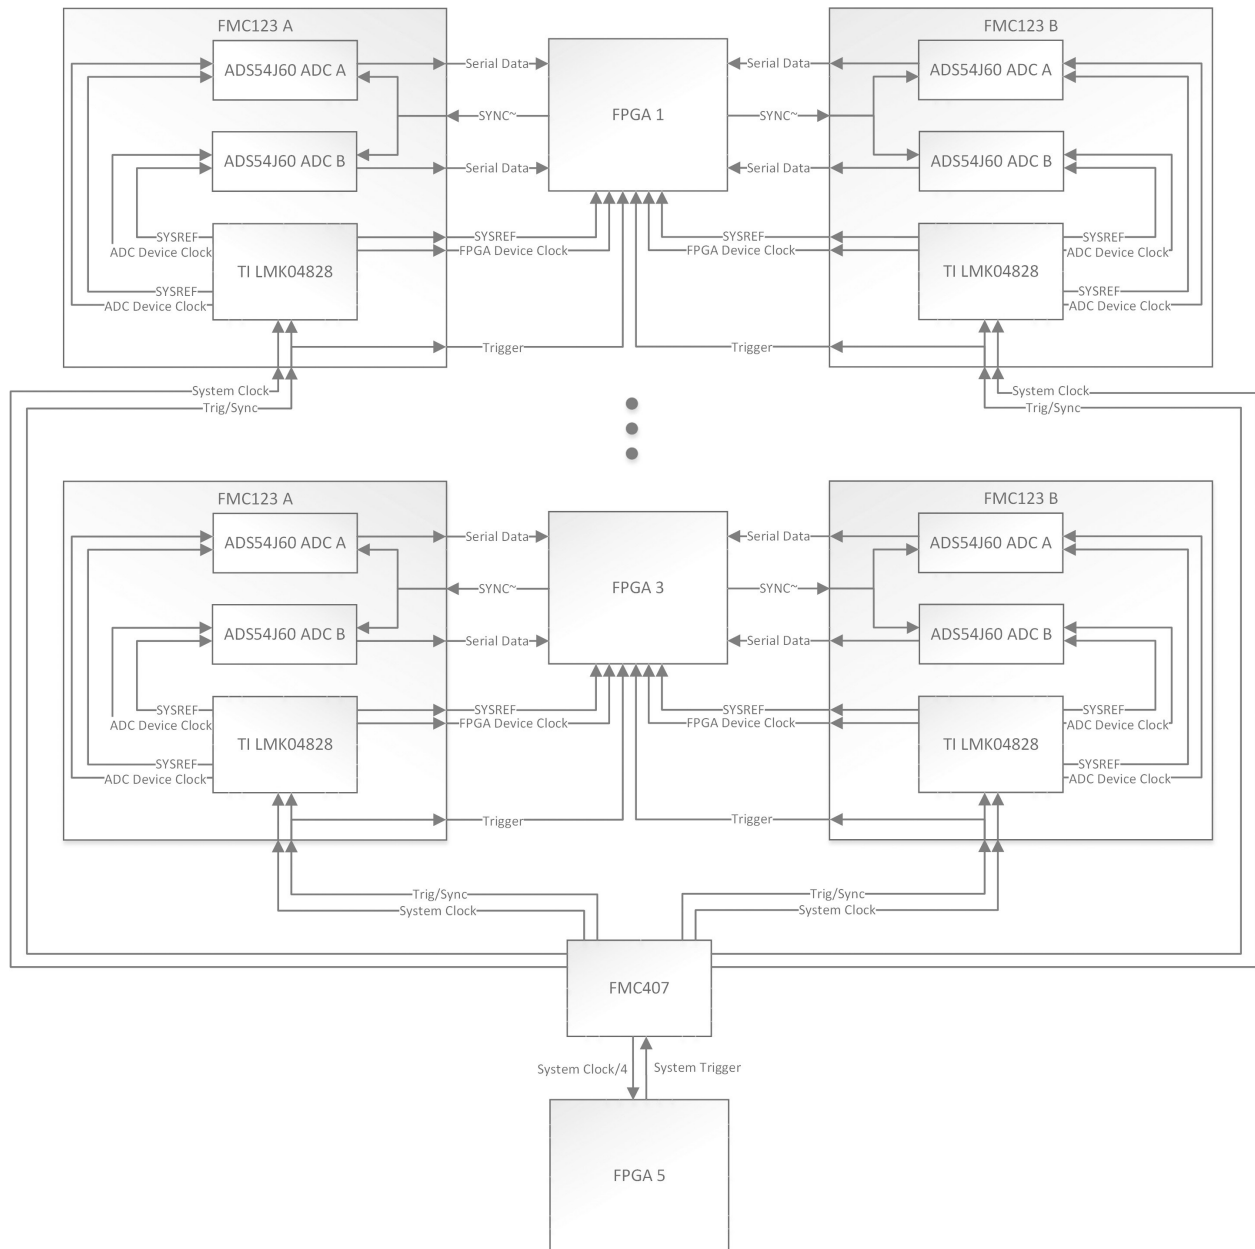 FMC123 A
FMC123 B
ADS54J60 ADC A
Serial Data
Serial Data
ADS54J60 ADC A
SYNC~
FPGA 1
SYNC~
ADS54J60 ADC B
Serial Data
Serial Data
ADS54J60 ADC B
SYSREF
ADC Device Clock
SYSREF
FPGA Device Clock
SYSREF
FPGA Device Clock
SYSREF
ADC Device Clock
TI LMK04828
TI LMK04828
SYSREF
ADC Device Clock
SYSREF
ADC Device Clock
Trigger
Trigger
System Clock
Trig/Sync
System Clock
Trig/Sync
FMC123 A
FMC123 B
ADS54J60 ADC A
Serial Data
Serial Data
ADS54J60 ADC A
SYNC~
FPGA 3
SYNC~
ADS54J60 ADC B
Serial Data
Serial Data
ADS54J60 ADC B
SYSREF
ADC Device Clock
SYSREF
FPGA Device Clock
SYSREF
FPGA Device Clock
SYSREF
ADC Device Clock
TI LMK04828
TI LMK04828
SYSREF
ADC Device Clock
SYSREF
ADC Device Clock
Trigger
Trigger
Trig/Sync
System Clock
Trig/Sync
System Clock
FMC407
System Clock/4
System Trigger
FPGA 5